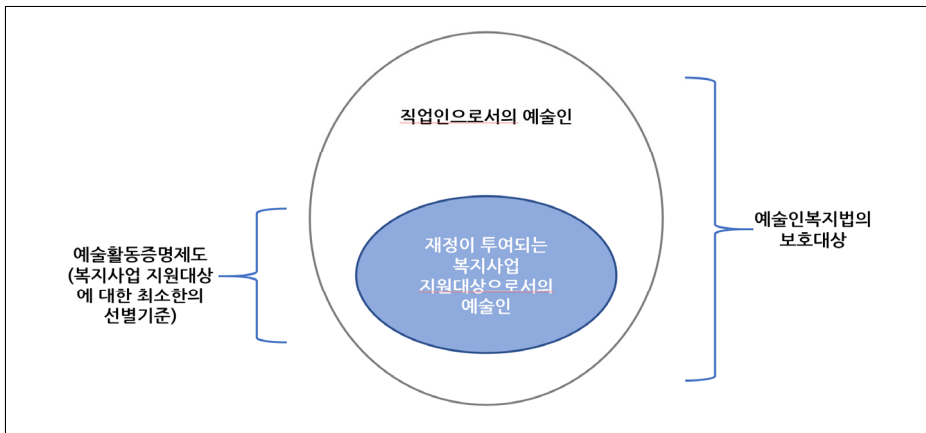 직업인으로서의 예술인
예술활동증명제도
(복지사업 지원대상
에 대한 최소한의
선별기준)
재정이 투여되는
복지사업
지원대상으로서의
예술인
예술인복지법의
보호대상